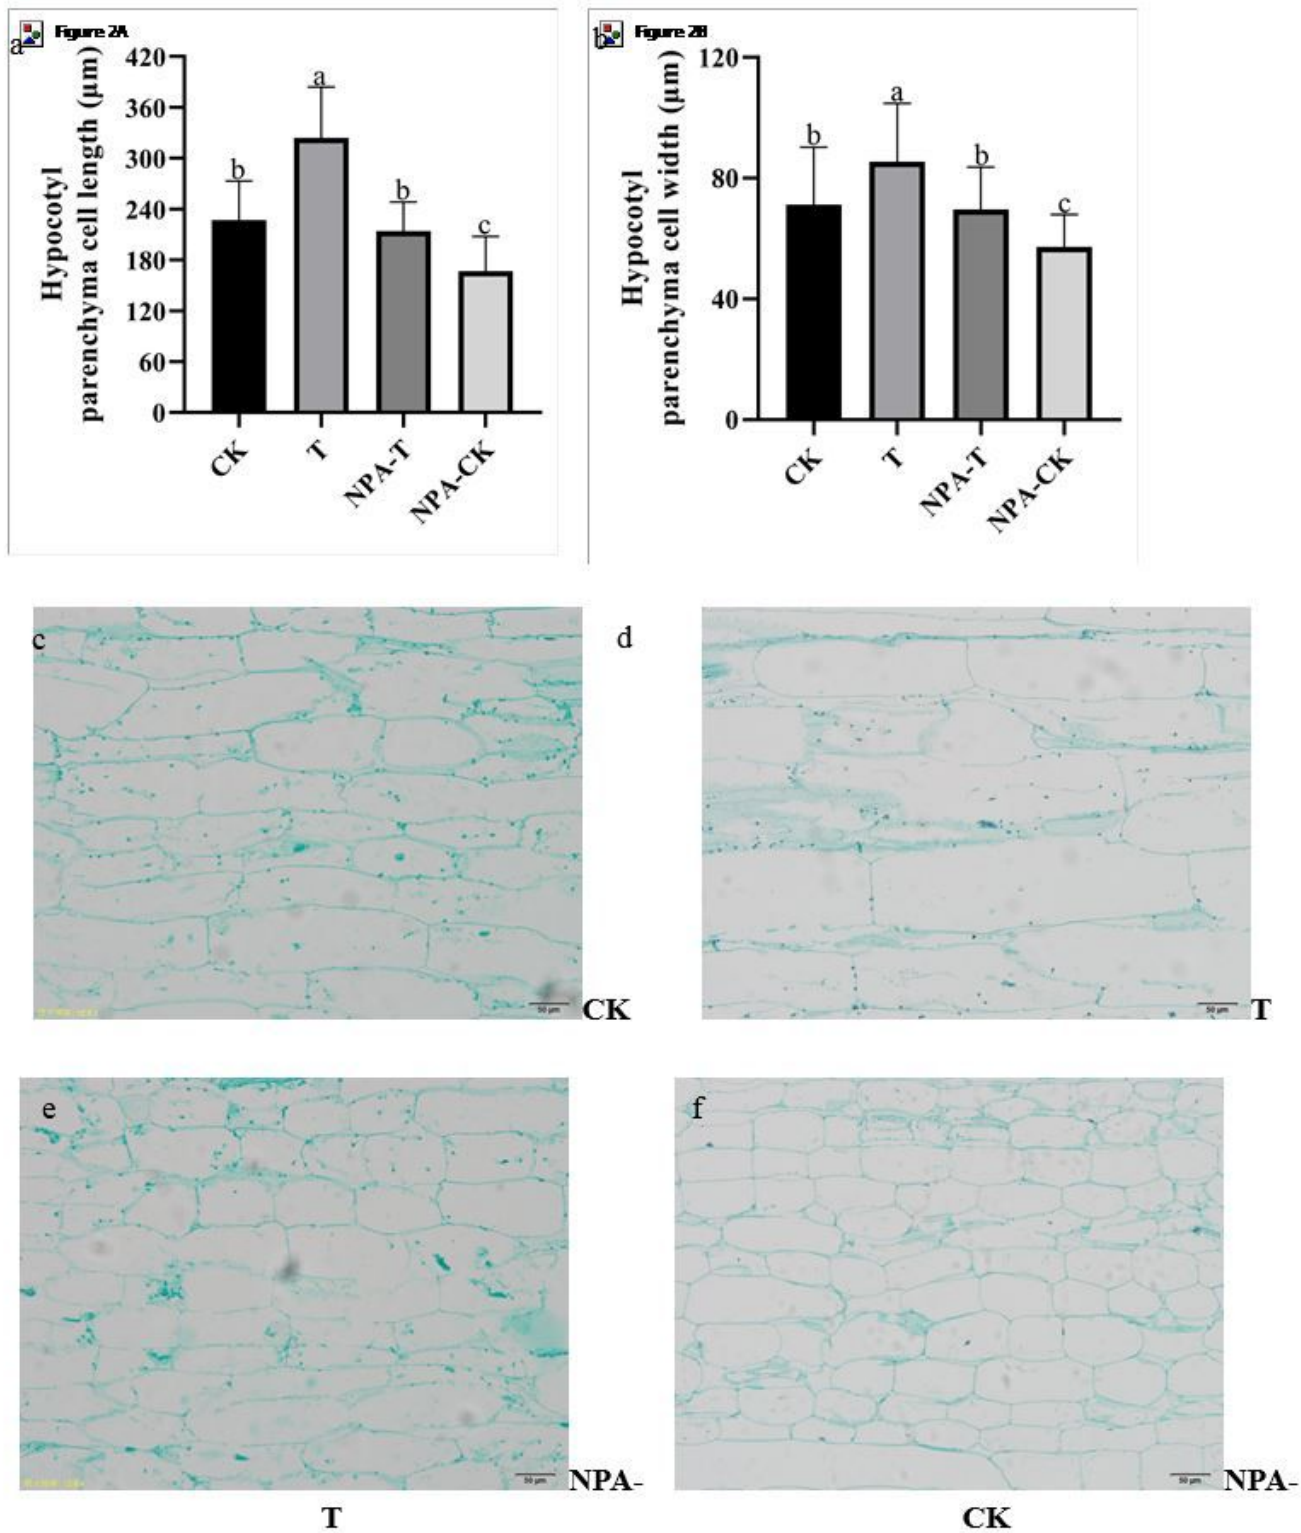 a
Figure 2A
Hypocotyl
parenchyma cell length (μm)
420
360
300
240
180
120
60
0
b
a
b
c
CK
T
NPA-T
NPA-CK
b
Figure 2B
Hypocotyl
parenchyma cell width (μm)
120
80
40
0
b
a
b
c
CK
T
NPA-T
NPA-CK
c
50 μm
CK
d
50 μm
T
e
50 μm
NPA-
T
f
50 μm
NPA-
CK